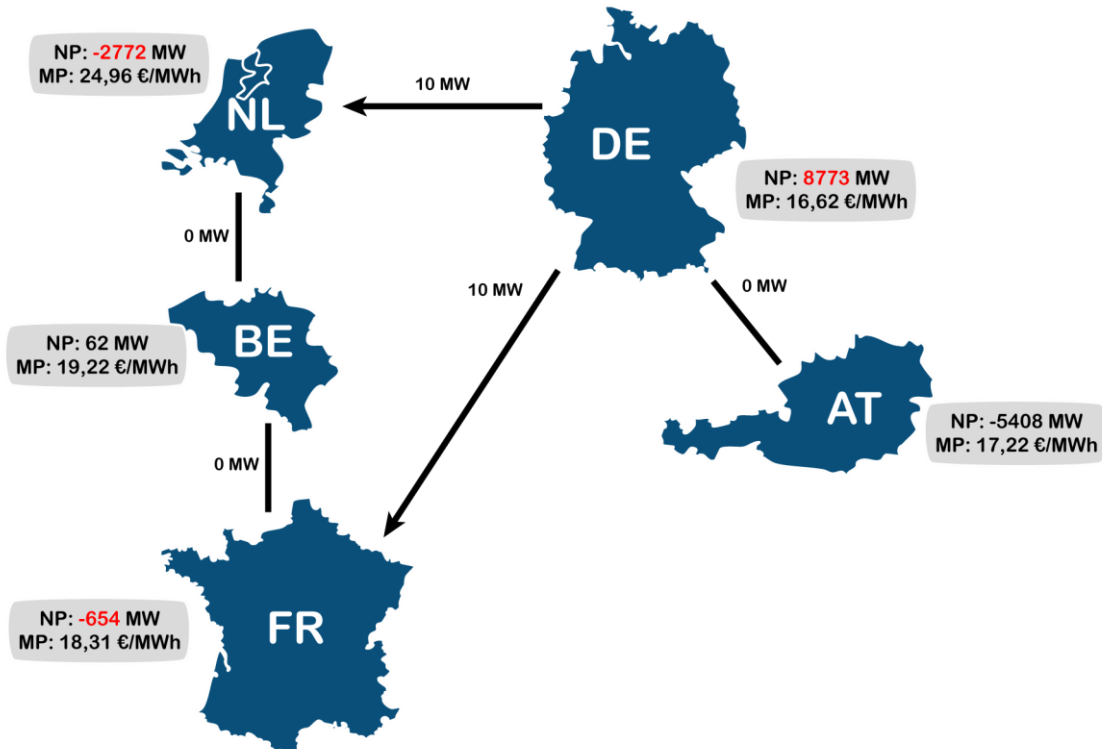 NP: -2772 MW
MP: 24,96 €/MWh
NL
10 MW
DE
NP: 8773 MW
MP: 16,62 €/MWh
0 MW
10 MW
0 MW
NP: 62 MW
MP: 19,22 €/MWh
BE
AT
NP: -5408 MW
MP: 17,22 €/MWh
0 MW
NP: -654 MW
MP: 18,31 €/MWh
FR